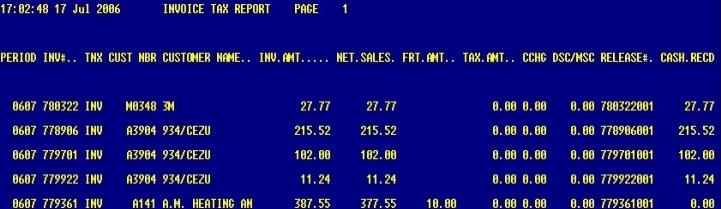 17:02:48 17 Jul 2006 INVOICE TAX REPORT PAGE 1
PERIOD INV#.. TNX CUST NBR CUSTOMER NAME.. INV.AMT..... NET.SALES. FRT.AMT.. TAX.AMT.. CCHG DSC/MSC RELEASE#. CASH.RECD
0607 780322 INV M0348 3M 27.77 27.77 0.00 0.00 0.00 780322001 27.77
0607 778906 INV A3904 934/CEZU 215.52 215.52 0.00 0.00 0.00 778906001 215.52
0607 779701 INV A3904 934/CEZU 102.00 102.00 0.00 0.00 0.00 779701001 102.00
0607 779922 INV A3904 934/CEZU 11.24 11.24 0.00 0.00 0.00 779922001 11.24
0607 779361 INV A141 A.M. HEATING AN 387.55 377.55 10.00 0.00 0.00 0.00 779361001 0.00